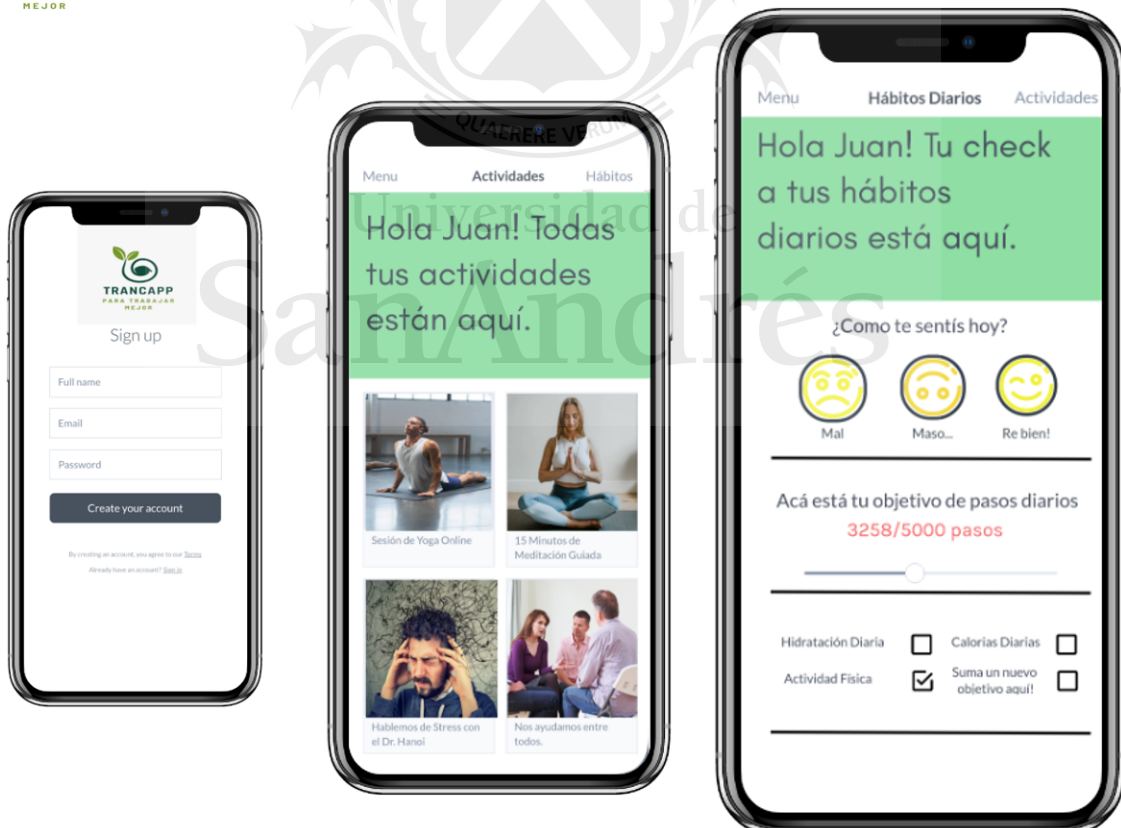 MEJOR
QUAERERE VERUM
Universidad de
SanAndrés
TRANCAPP
PARA TRABAJAR
MEJOR
Sign up
Full name
Email
Password
Create your account
By creating an account, you agree to our Terms
Already have an account? Sign in
Menu Actividades Hábitos
Hola Juan! Todas
tus actividades
están aquí.
Sesión de Yoga Online
15 Minutos de
Meditación Guiada
Hablemos de Stress con
el Dr. Hanoi
Nos ayudamos entre
todos.
Menu Hábitos Diarios Actividades
Hola Juan! Tu check
a tus hábitos
diarios está aquí.
¿Como te sentís hoy?
Mal Maso... Re bien!
Acá está tu objetivo de pasos diarios
3258/5000 pasos
Hidratación Diaria Calorias Diarias
Actividad Física Suma un nuevo
objetivo aquí!